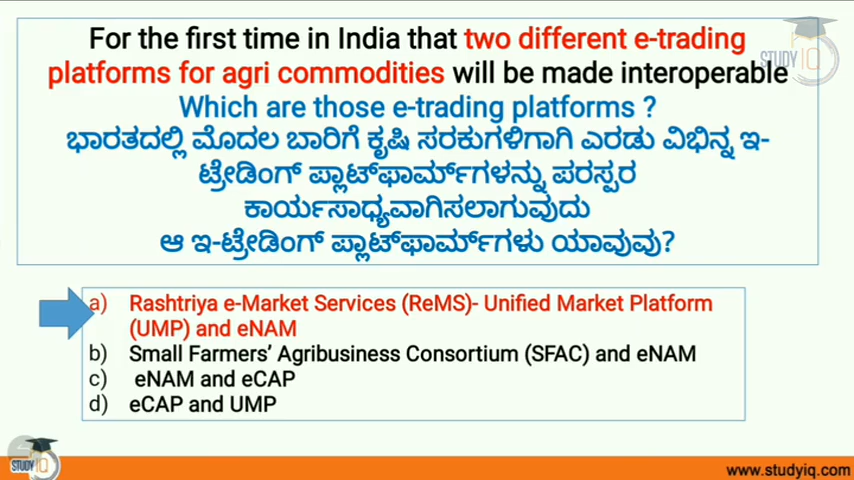 For the first time in India that two different e-trading
platforms for agri commodities will be made interoperable
Which are those e-trading platforms ?
ಭಾರತದಲ್ಲಿ ಮೊದಲ ಬಾರಿಗೆ ಕೃಷಿ ಸರಕುಗಳಿಗಾಗಿ ಎರಡು ವಿಭಿನ್ನ ಇ-
ಟ್ರೇಡಿಂಗ್ ಪ್ಲಾಟ್‌ಫಾರ್ಮ್‌ಗಳನ್ನು ಪರಸ್ಪರ
ಕಾರ್ಯಸಾಧ್ಯವಾಗಿಸಲಾಗುವುದು
ಆ ಇ-ಟ್ರೇಡಿಂಗ್ ಪ್ಲಾಟ್‌ಫಾರ್ಮ್‌ಗಳು ಯಾವುವು?
a) Rashtriya e-Market Services (ReMS)- Unified Market Platform
(UMP) and eNAM
b) Small Farmers’ Agribusiness Consortium (SFAC) and eNAM
c) eNAM and eCAP
d) eCAP and UMP
STUDY IQ
STUDY IQ
www.studyiq.com